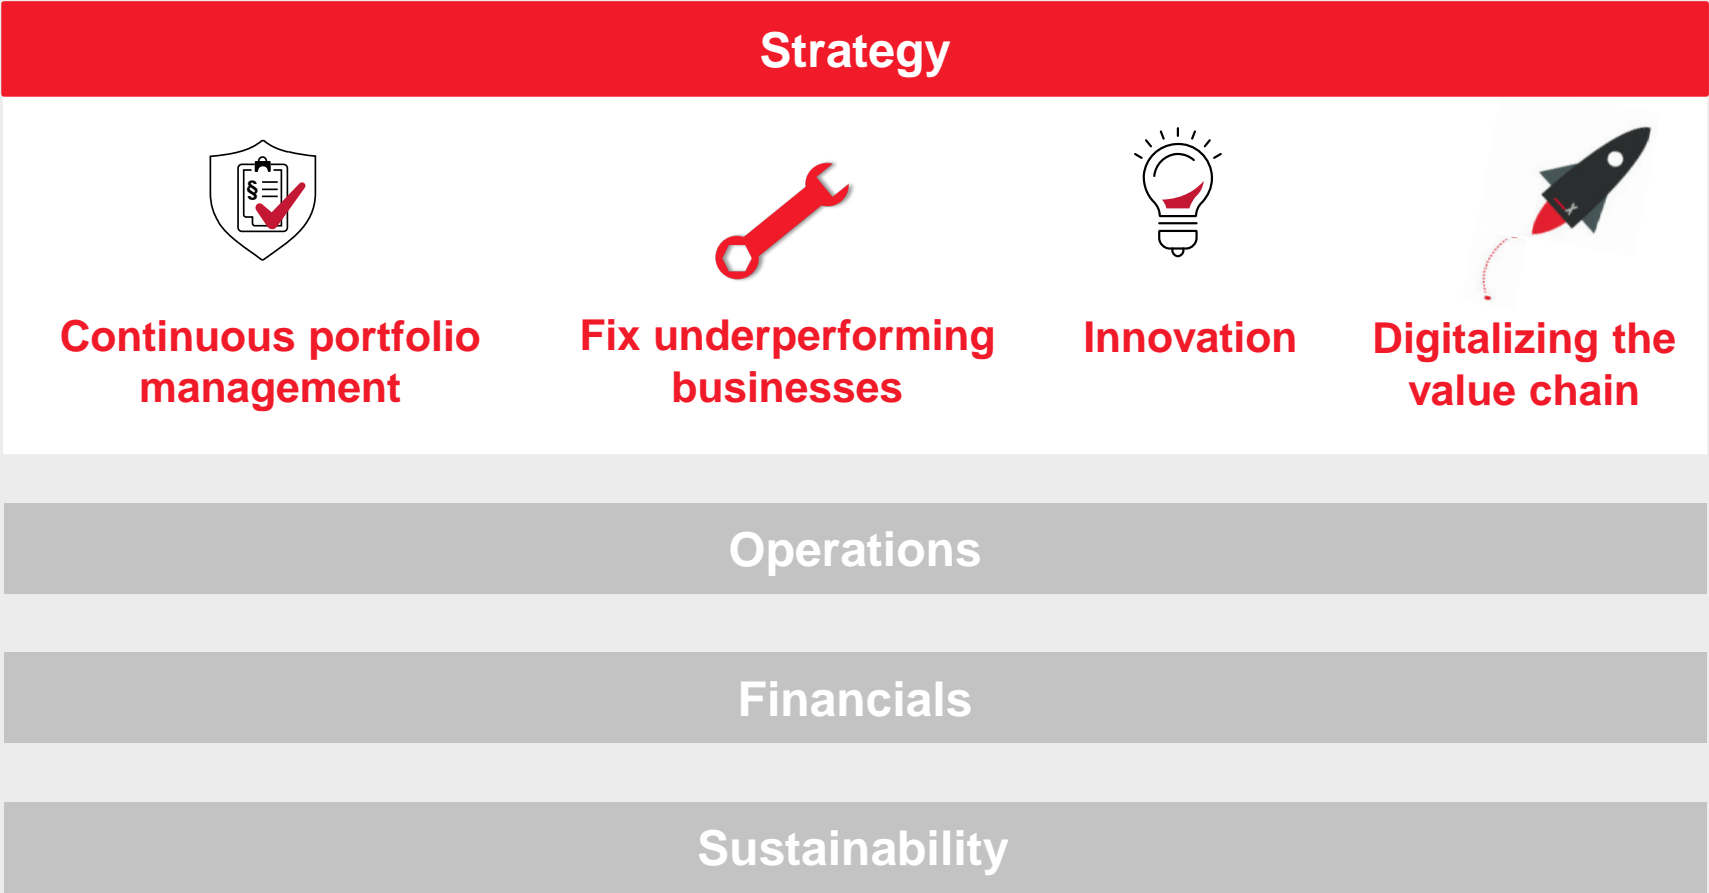 Strategy
§
Continuous portfolio
management
Fix underperforming
businesses
Innovation
Digitalizing the
value chain
Operations
Financials
Sustainability